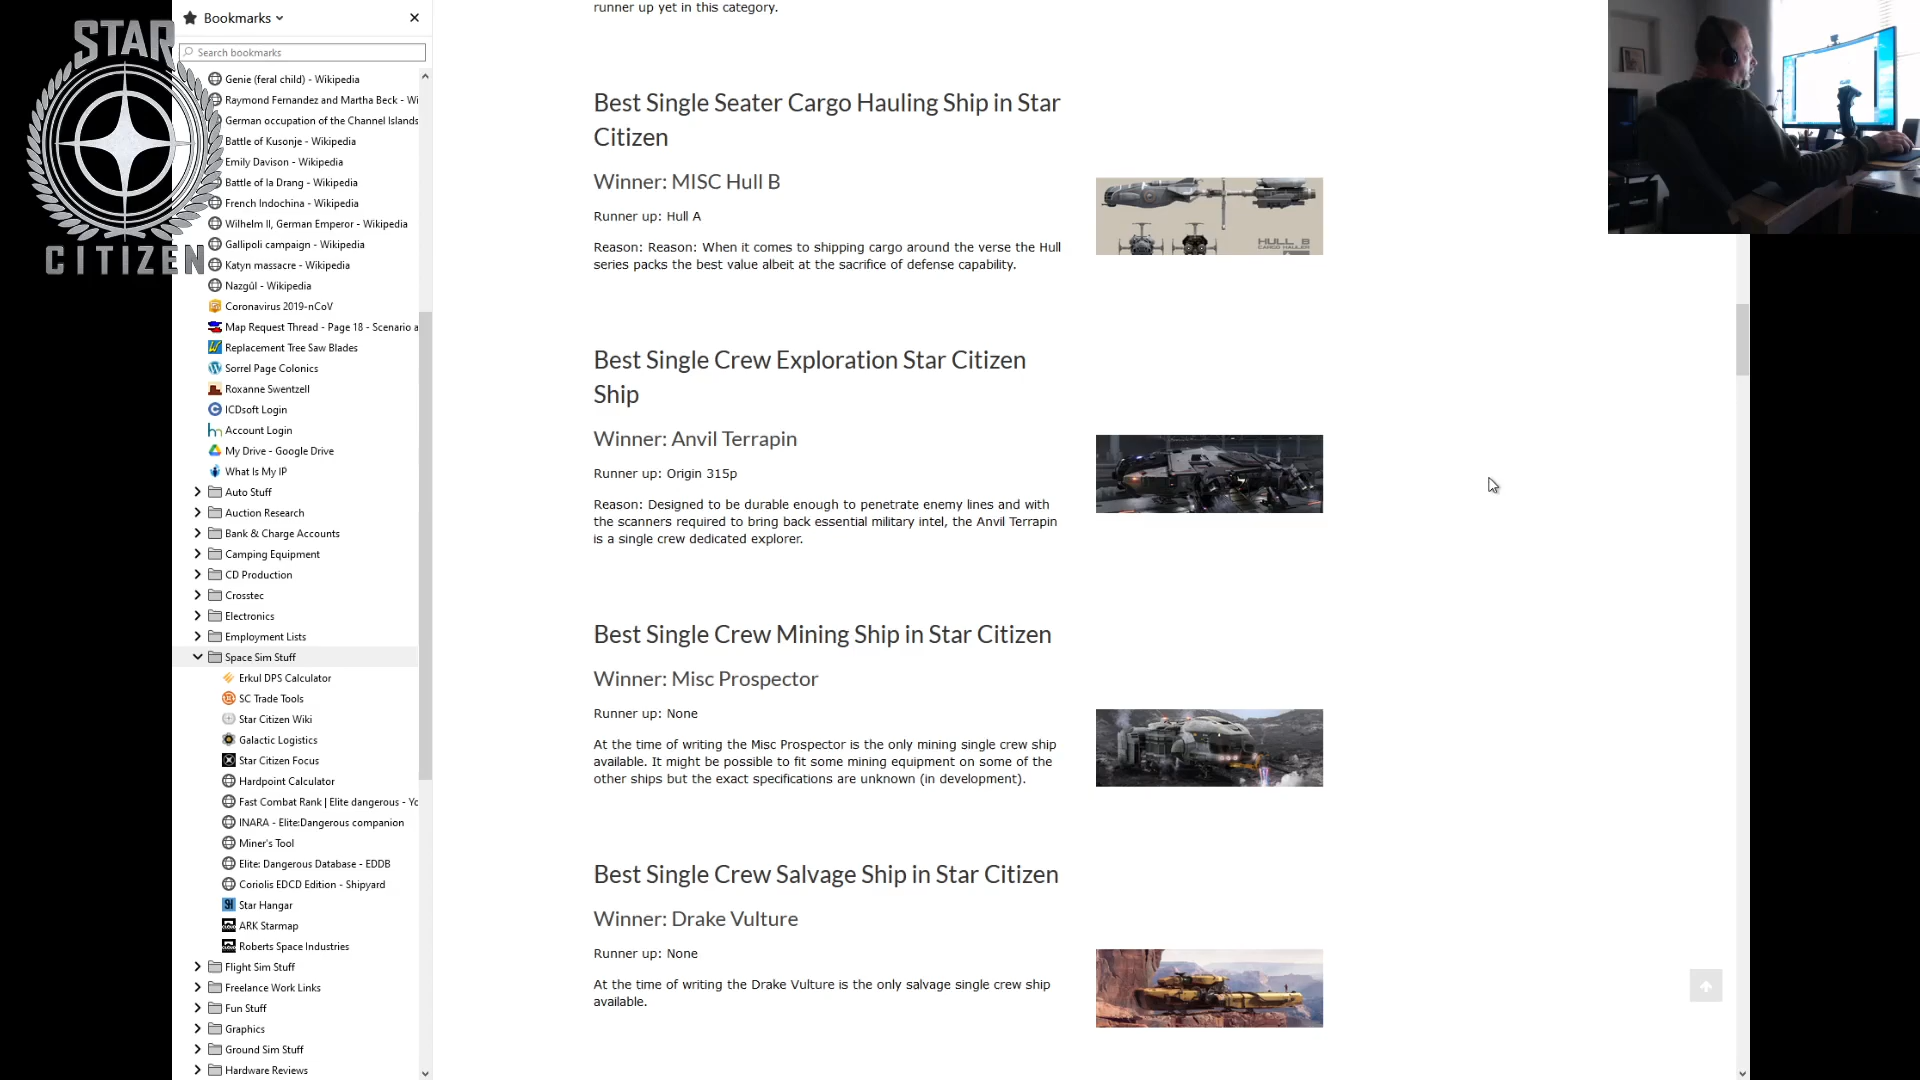 STAR
CITIZEN
Bookmarks
Search bookmarks
Genie (feral child) - Wikipedia
Raymond Fernandez and Martha Beck - Wi
German occupation of the Channel Islands
Battle of Kusonje - Wikipedia
Emily Davison - Wikipedia
Battle of Ia Drang - Wikipedia
French Indochina - Wikipedia
Wilhelm II, German Emperor - Wikipedia
Gallipoli campaign - Wikipedia
Katyn massacre - Wikipedia
Nazgûl - Wikipedia
Coronavirus 2019-nCoV
Map Request Thread - Page 18 - Scenario a
Replacement Tree Saw Blades
Sorrel Page Colonics
Roxanne Swentzell
ICDsoft Login
Account Login
My Drive - Google Drive
What Is My IP
Auto Stuff
Auction Research
Bank & Charge Accounts
Camping Equipment
CD Production
Crosstec
Electronics
Employment Lists
Space Sim Stuff
Erkul DPS Calculator
SC Trade Tools
Star Citizen Wiki
Galactic Logistics
Star Citizen Focus
Hardpoint Calculator
Fast Combat Rank | Elite dangerous - Yo
INARA - Elite:Dangerous companion
Miner's Tool
Elite: Dangerous Database - EDDB
Coriolis EDCD Edition - Shipyard
Star Hangar
ARK Starmap
Roberts Space Industries
Flight Sim Stuff
Freelance Work Links
Fun Stuff
Graphics
Ground Sim Stuff
Hardware Reviews
runner up yet in this category.
Best Single Seater Cargo Hauling Ship in Star
Citizen
Winner: MISC Hull B
Runner up: Hull A
Reason: Reason: When it comes to shipping cargo around the verse the Hull
series packs the best value albeit at the sacrifice of defense capability.
HULL B
CARGO HAULER
Best Single Crew Exploration Star Citizen
Ship
Winner: Anvil Terrapin
Runner up: Origin 315p
Reason: Designed to be durable enough to penetrate enemy lines and with
the scanners required to bring back essential military intel, the Anvil Terrapin
is a single crew dedicated explorer.
Best Single Crew Mining Ship in Star Citizen
Winner: Misc Prospector
Runner up: None
At the time of writing the Misc Prospector is the only mining single crew ship
available. It might be possible to fit some mining equipment on some of the
other ships but the exact specifications are unknown (in development).
Best Single Crew Salvage Ship in Star Citizen
Winner: Drake Vulture
Runner up: None
At the time of writing the Drake Vulture is the only salvage single crew ship
available.